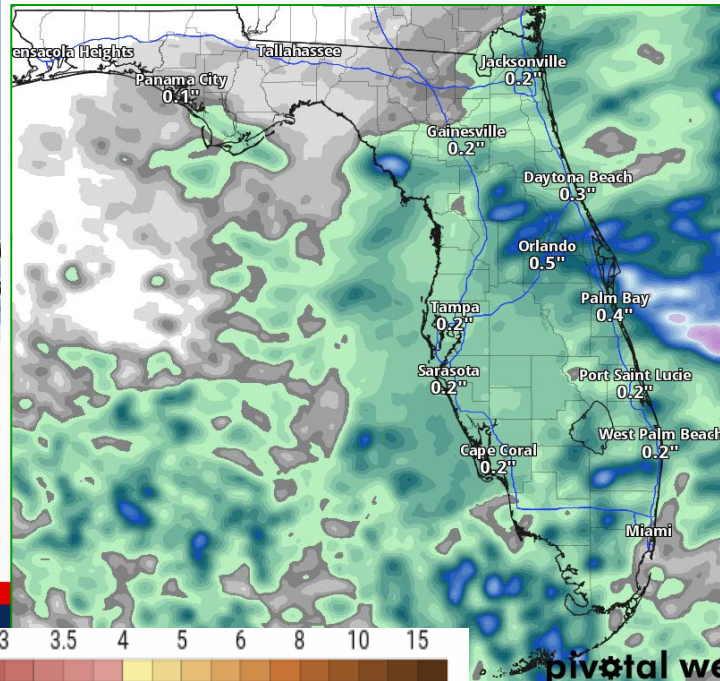 ensacola Heights
Tallahassee
Panama City
0.1"
Jacksonville
0.2"
Gainesville
0.2"
Daytona Beach
0.3"
Orlando
0.5"
Palm Bay
0.4"
Tampa
0.2"
Sarasota
0.2"
Port Saint Lucie
0.2"
West Palm Beach
0.2"
Cape Coral
0.2"
Miami
3 3.5 4 5 6 8 10 15
pivotal we